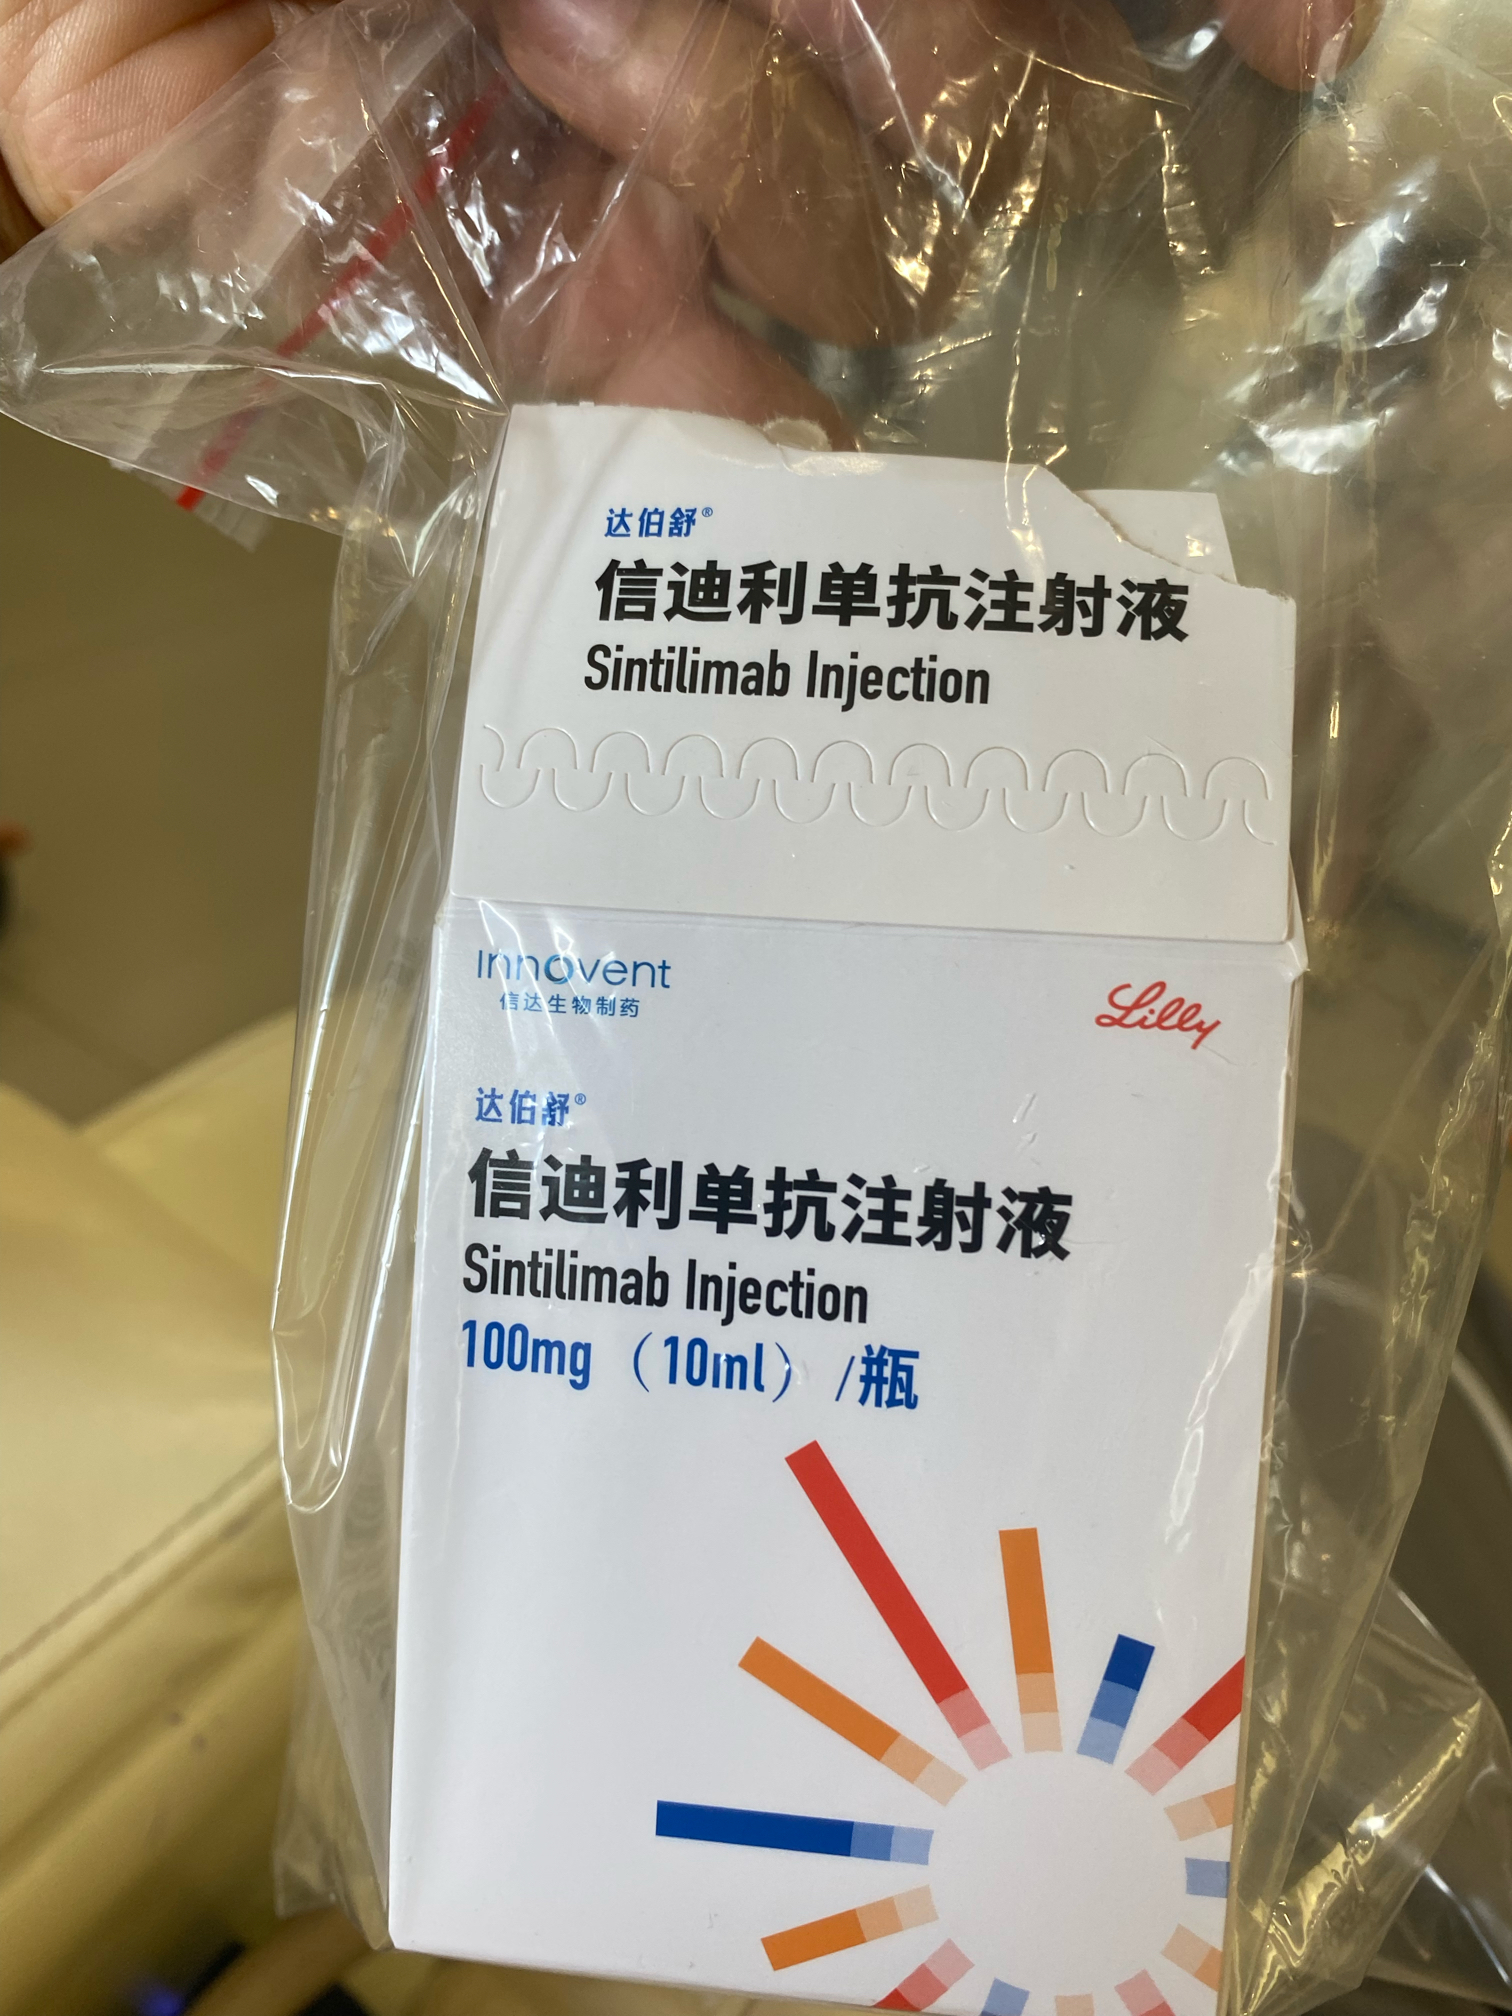 达伯舒®
信迪利单抗注射液
Sintilimab Injection
Innovent
信达生物制药
Lilly
达伯舒®
信迪利单抗注射液
Sintilimab Injection
100mg（10ml）/瓶